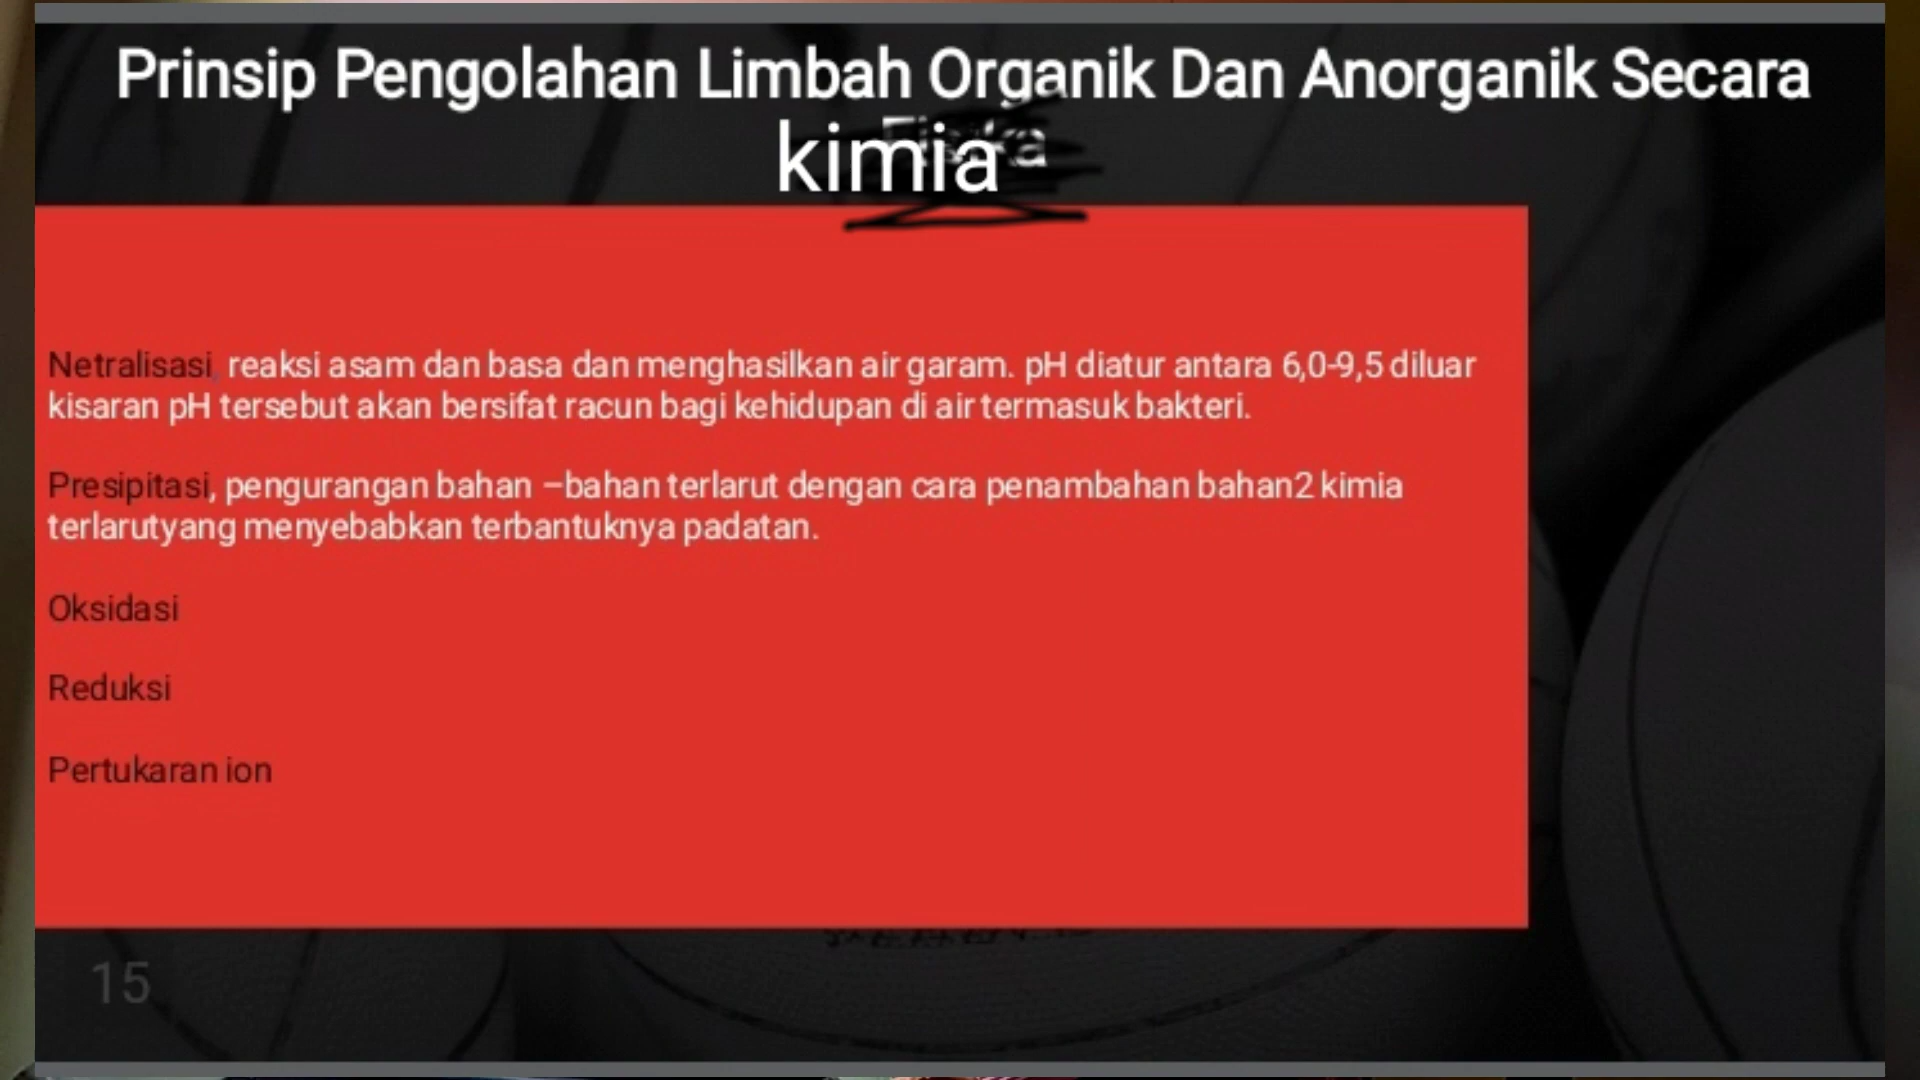 Prinsip Pengolahan Limbah Organik Dan Anorganik Secara
kimia
Netralisasi, reaksi asam dan basa dan menghasilkan air garam. pH diatur antara 6,0-9,5 diluar
kisaran pH tersebut akan bersifat racun bagi kehidupan di air termasuk bakteri.
Presipitasi, pengurangan bahan –bahan terlarut dengan cara penambahan bahan2 kimia
terlarutyang menyebabkan terbantuknya padatan.
Oksidasi
Reduksi
Pertukaran ion
15